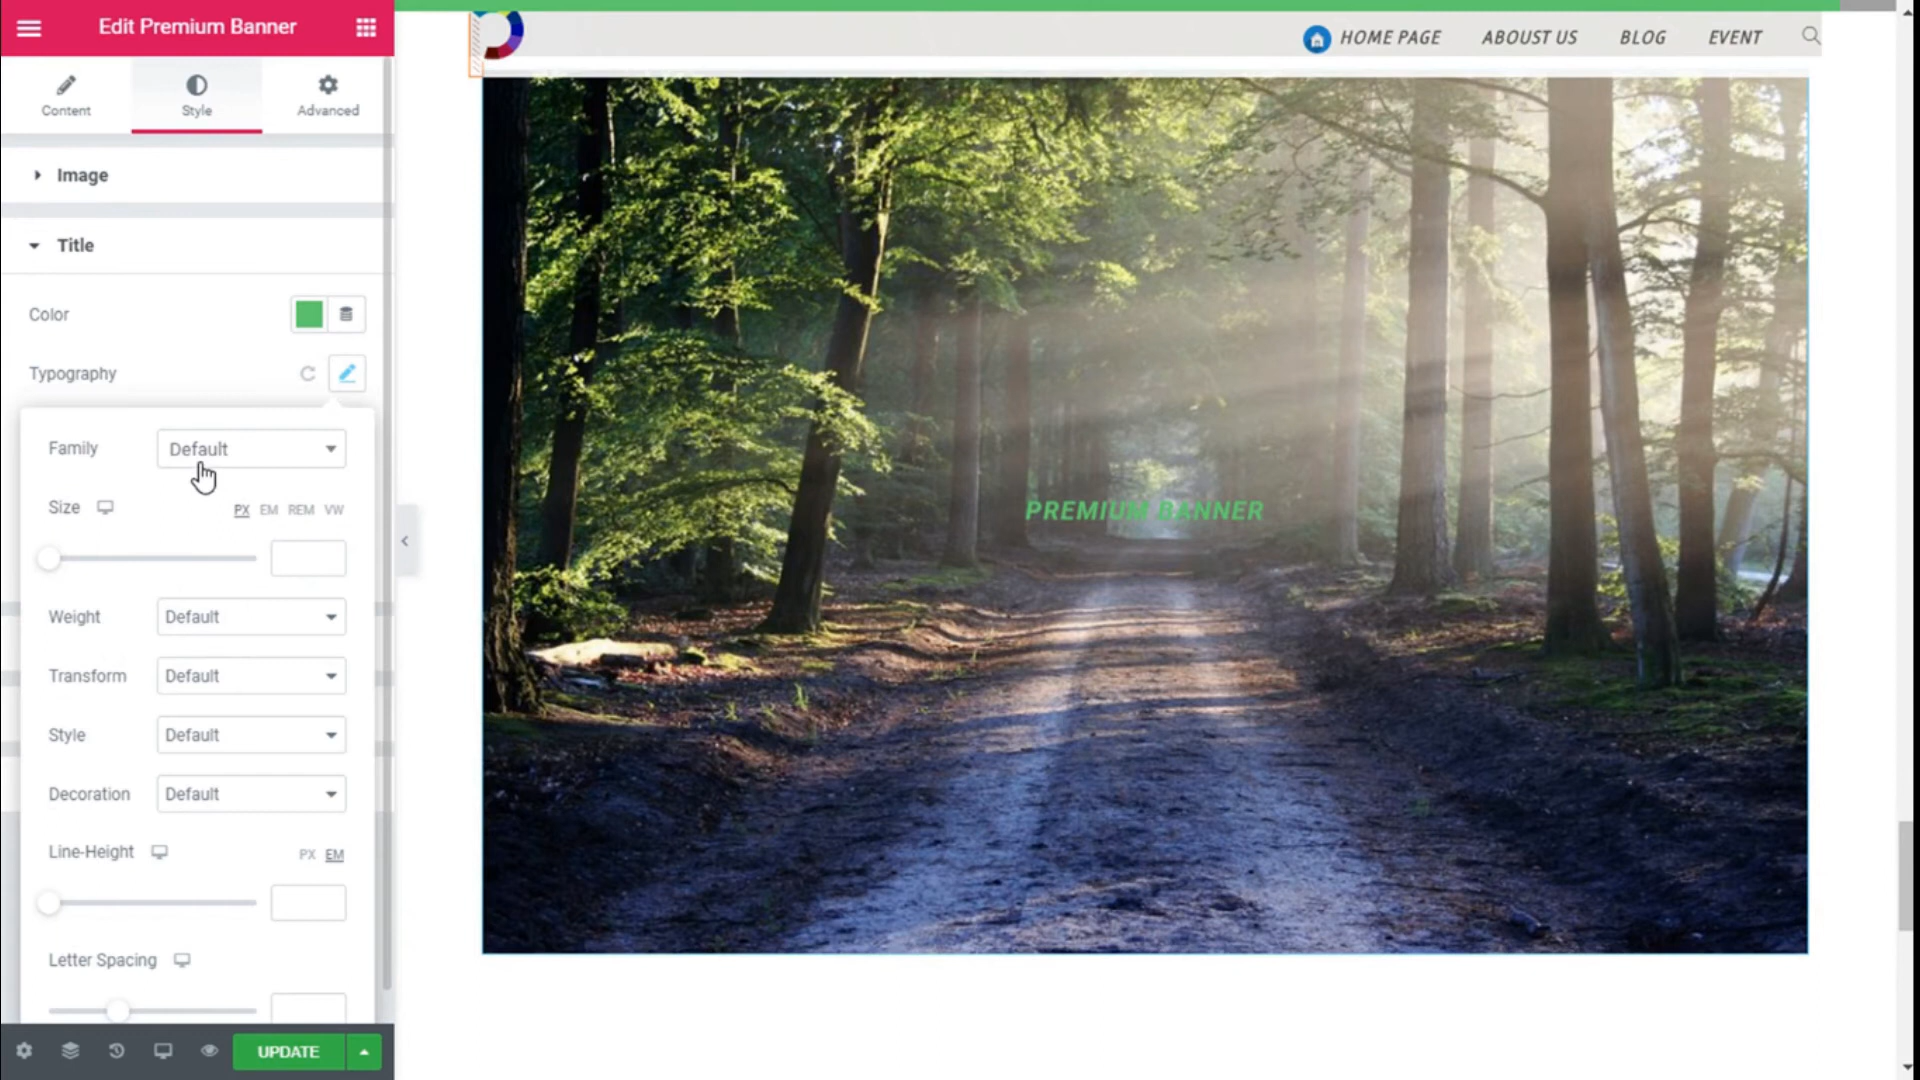 Edit Premium Banner
Content
Style
Advanced
Image
Title
Color
Typography
Family
Default
Size
PX EM REM VW
Weight
Default
Transform
Default
Style
Default
Decoration
Default
Line-Height
PX EM
Letter Spacing
UPDATE
HOME PAGE
ABOUST US
BLOG
EVENT
PREMIUM BANNER